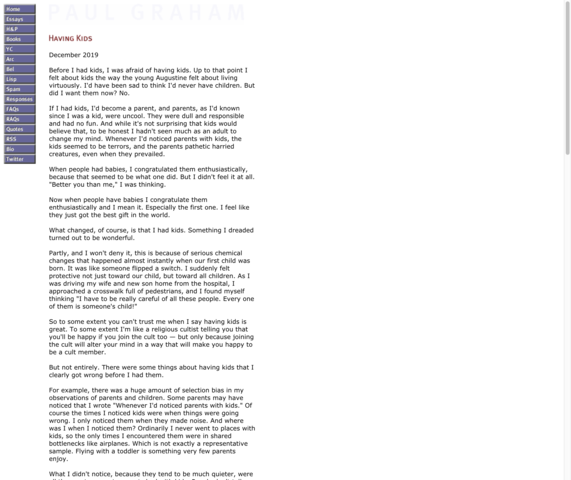 PAUL GRAHAM
Home
Essays
H&P
Books
YC
Arc
Bel
Lisp
Spam
Responses
FAQs
RAQs
Quotes
RSS
Bio
Twitter
Having Kids
December 2019
Before I had kids, I was afraid of having kids. Up to that point I
felt about kids the way the young Augustine felt about living
virtuously. I'd have been sad to think I'd never have children. But
did I want them now? No.
If I had kids, I'd become a parent, and parents, as I'd known
since I was a kid, were uncool. They were dull and responsible
and had no fun. And while it's not surprising that kids would
believe that, to be honest I hadn't seen much as an adult to
change my mind. Whenever I'd noticed parents with kids, the
kids seemed to be terrors, and the parents pathetic harried
creatures, even when they prevailed.
When people had babies, I congratulated them enthusiastically,
because that seemed to be what one did. But I didn't feel it at all.
"Better you than me," I was thinking.
Now when people have babies I congratulate them
enthusiastically and I mean it. Especially the first one. I feel like
they just got the best gift in the world.
What changed, of course, is that I had kids. Something I dreaded
turned out to be wonderful.
Partly, and I won't deny it, this is because of serious chemical
changes that happened almost instantly when our first child was
born. It was like someone flipped a switch. I suddenly felt
protective not just toward our child, but toward all children. As I
was driving my wife and new son home from the hospital, I
approached a crosswalk full of pedestrians, and I found myself
thinking "I have to be really careful of all these people. Every one
of them is someone's child!"
So to some extent you can't trust me when I say having kids is
great. To some extent I'm like a religious cultist telling you that
you'll be happy if you join the cult too — but only because joining
the cult will alter your mind in a way that will make you happy to
be a cult member.
But not entirely. There were some things about having kids that I
clearly got wrong before I had them.
For example, there was a huge amount of selection bias in my
observations of parents and children. Some parents may have
noticed that I wrote "Whenever I'd noticed parents with kids." Of
course the times I noticed kids were when things were going
wrong. I only noticed them when they made noise. And where
was I when I noticed them? Ordinarily I never went to places with
kids, so the only times I encountered them were in shared
bottlenecks like airplanes. Which is not exactly a representative
sample. Flying with a toddler is something very few parents
enjoy.
What I didn't notice, because they tend to be much quieter, were